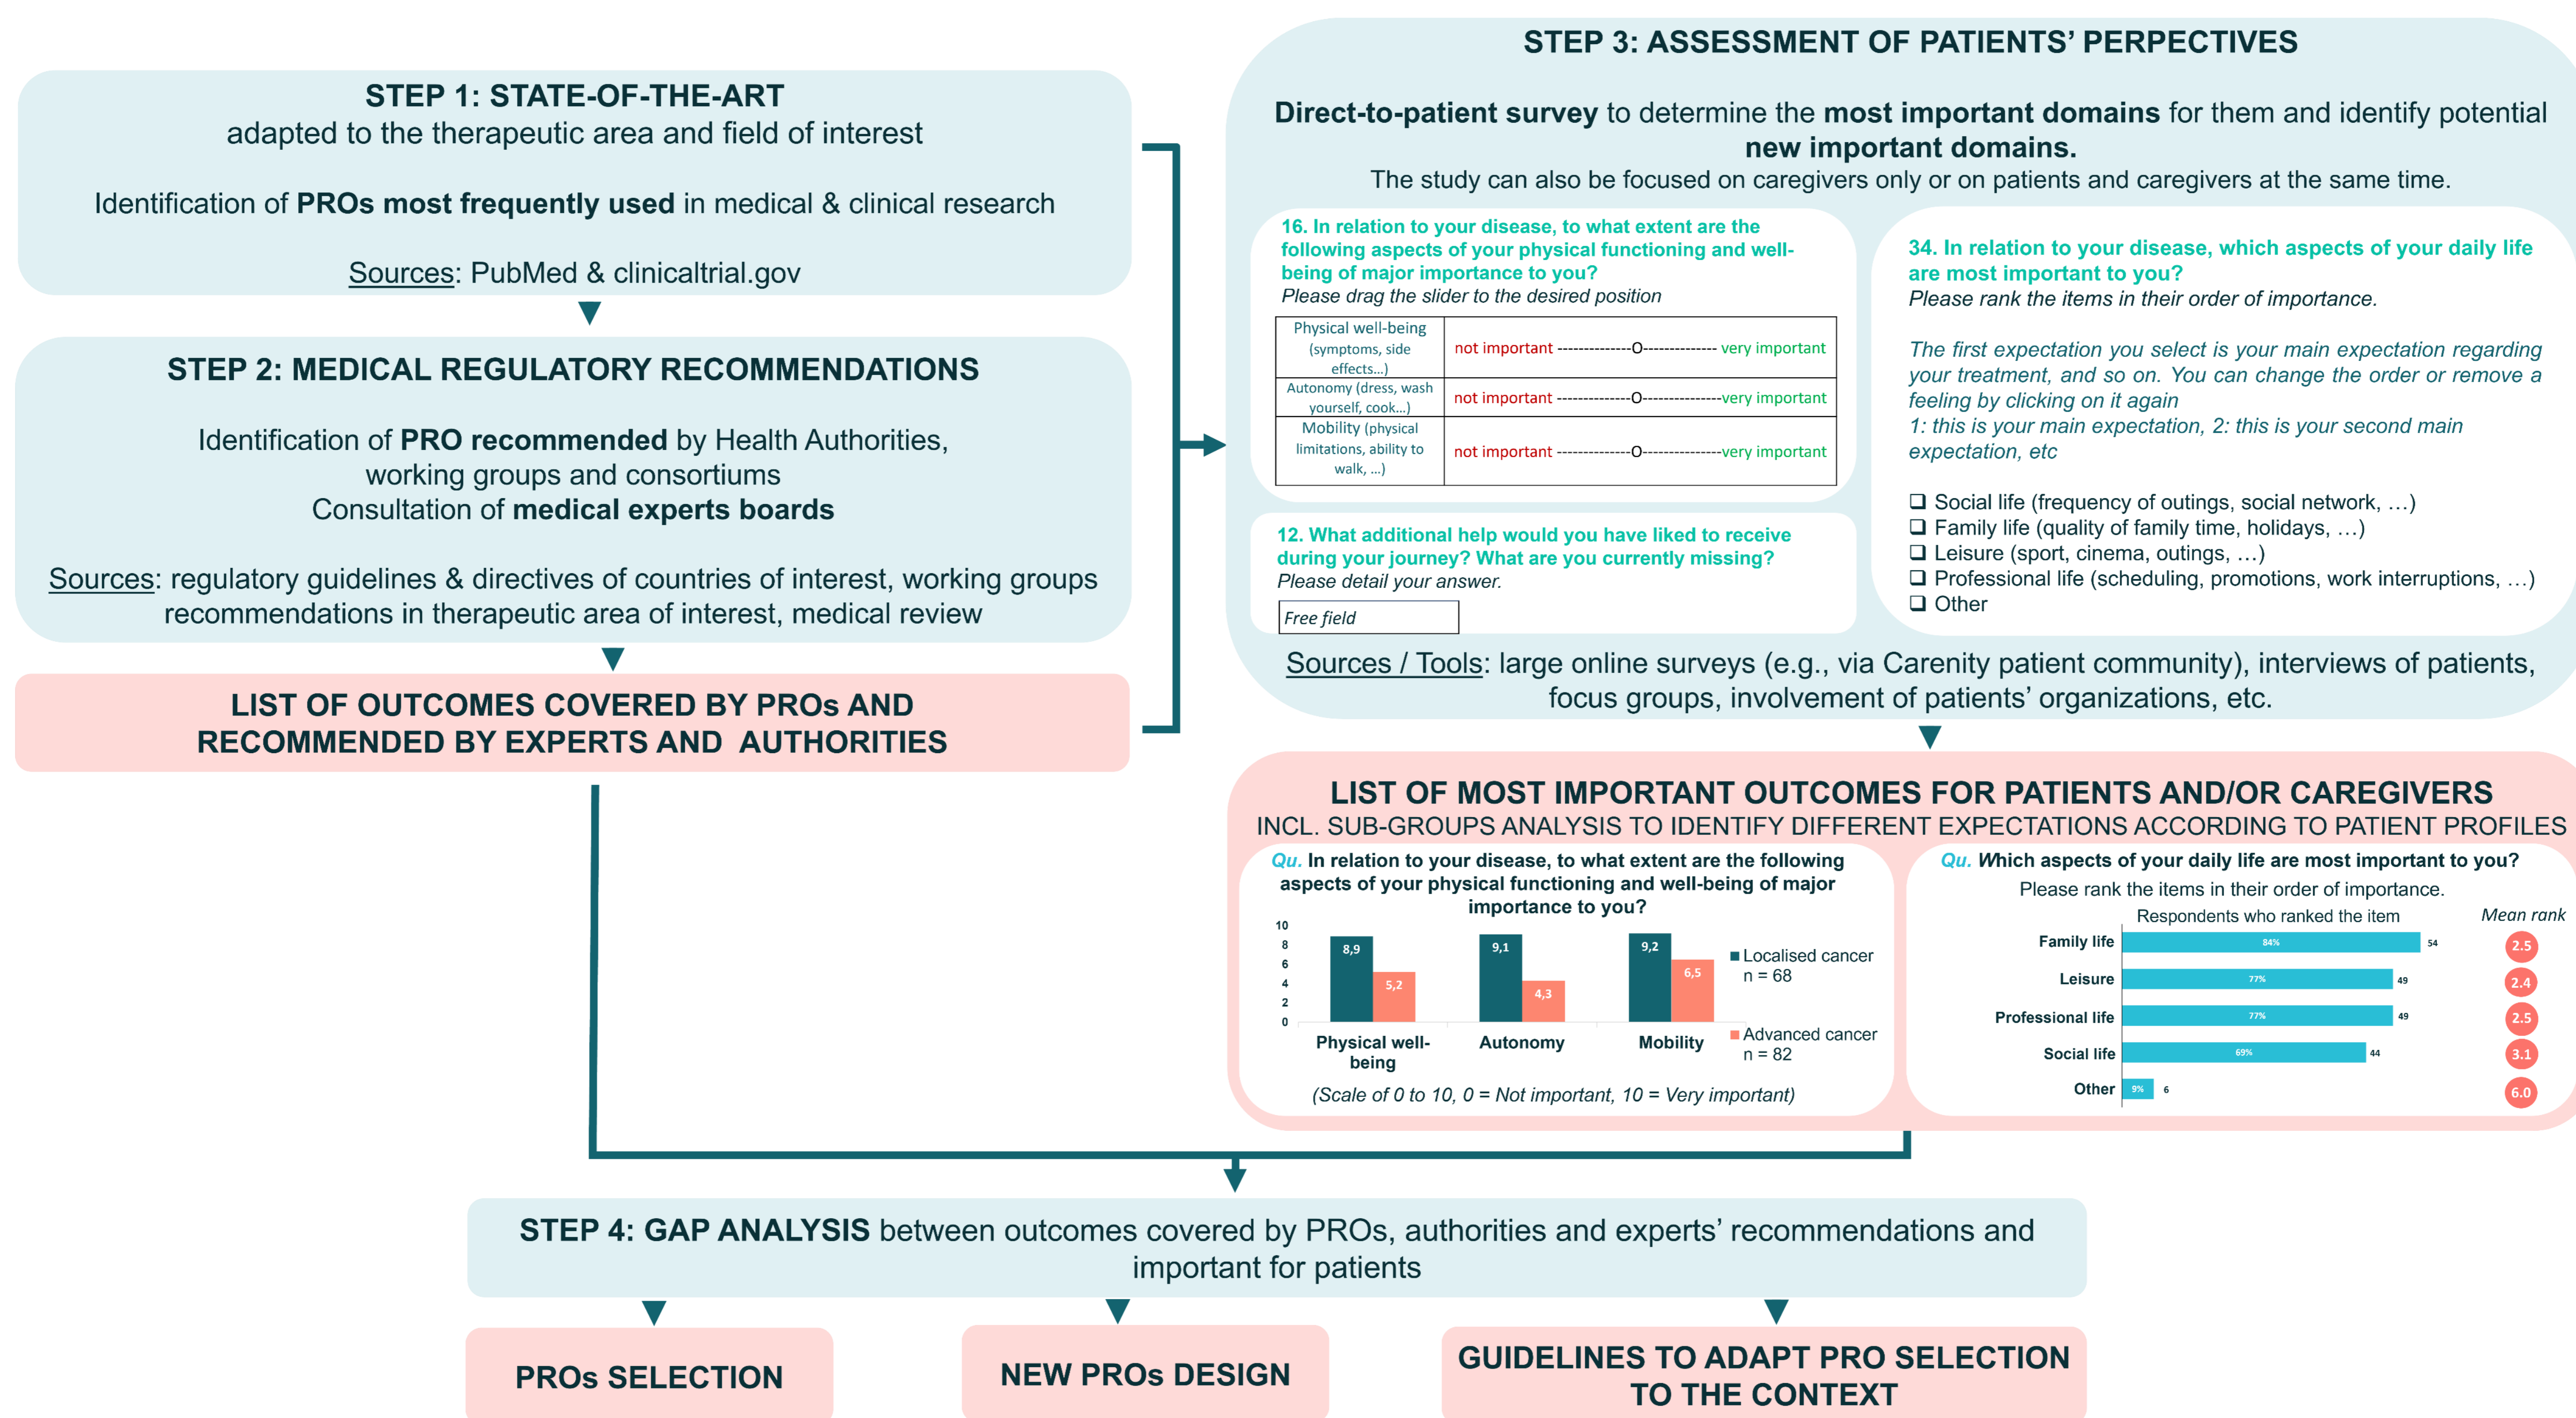 STEP 1: STATE-OF-THE-ART
adapted to the therapeutic area and field of interest
Identification of PROs most frequently used in medical & clinical research
Sources: PubMed & clinicaltrial.gov
STEP 2: MEDICAL REGULATORY RECOMMENDATIONS
Identification of PRO recommended by Health Authorities,
working groups and consortiums
Consultation of medical experts boards
Sources: regulatory guidelines & directives of countries of interest, working groups
recommendations in therapeutic area of interest, medical review
LIST OF OUTCOMES COVERED BY PROs AND
RECOMMENDED BY EXPERTS AND AUTHORITIES
STEP 3: ASSESSMENT OF PATIENTS' PERPECTIVES
Direct-to-patient survey to determine the most important domains for them and identify potential
new important domains.
The study can also be focused on caregivers only or on patients and caregivers at the same time.
16. In relation to your disease, to what extent are the
following aspects of your physical functioning and well-
being of major importance to you?
Please drag the slider to the desired position
Physical well-being
(symptoms, side
effects...)
not important --------------O-------------- very important
Autonomy (dress, wash
yourself, cook...)
not important --------------O---------------very important
Mobility (physical
limitations, ability to
walk, ...)
not important --------------O---------------very important
12. What additional help would you have liked to receive
during your journey? What are you currently missing?
Please detail your answer.
Free field
34. In relation to your disease, which aspects of your daily life
are most important to you?
Please rank the items in their order of importance.
The first expectation you select is your main expectation regarding
your treatment, and so on. You can change the order or remove a
feeling by clicking on it again
1: this is your main expectation, 2: this is your second main
expectation, etc
❑ Social life (frequency of outings, social network, …)
❑ Family life (quality of family time, holidays, …)
❑ Leisure (sport, cinema, outings, …)
❑ Professional life (scheduling, promotions, work interruptions, …)
❑ Other
Sources / Tools: large online surveys (e.g., via Carenity patient community), interviews of patients,
focus groups, involvement of patients' organizations, etc.
LIST OF MOST IMPORTANT OUTCOMES FOR PATIENTS AND/OR CAREGIVERS
INCL. SUB-GROUPS ANALYSIS TO IDENTIFY DIFFERENT EXPECTATIONS ACCORDING TO PATIENT PROFILES
Qu. In relation to your disease, to what extent are the following
aspects of your physical functioning and well-being of major
importance to you?
10
8
6
4
2
0
8,9
5,2
9,1
4,3
9,2
6,5
Physical well-
being
Autonomy
Mobility
Localised cancer
n = 68
Advanced cancer
n = 82
(Scale of 0 to 10, 0 = Not important, 10 = Very important)
Qu. Which aspects of your daily life are most important to you?
Please rank the items in their order of importance.
Respondents who ranked the item
Mean rank
Family life 84% 54 2.5
Leisure 77% 49 2.4
Professional life 77% 49 2.5
Social life 69% 44 3.1
Other 9% 6 6.0
STEP 4: GAP ANALYSIS between outcomes covered by PROs, authorities and experts' recommendations and
important for patients
PROs SELECTION
NEW PROs DESIGN
GUIDELINES TO ADAPT PRO SELECTION
TO THE CONTEXT